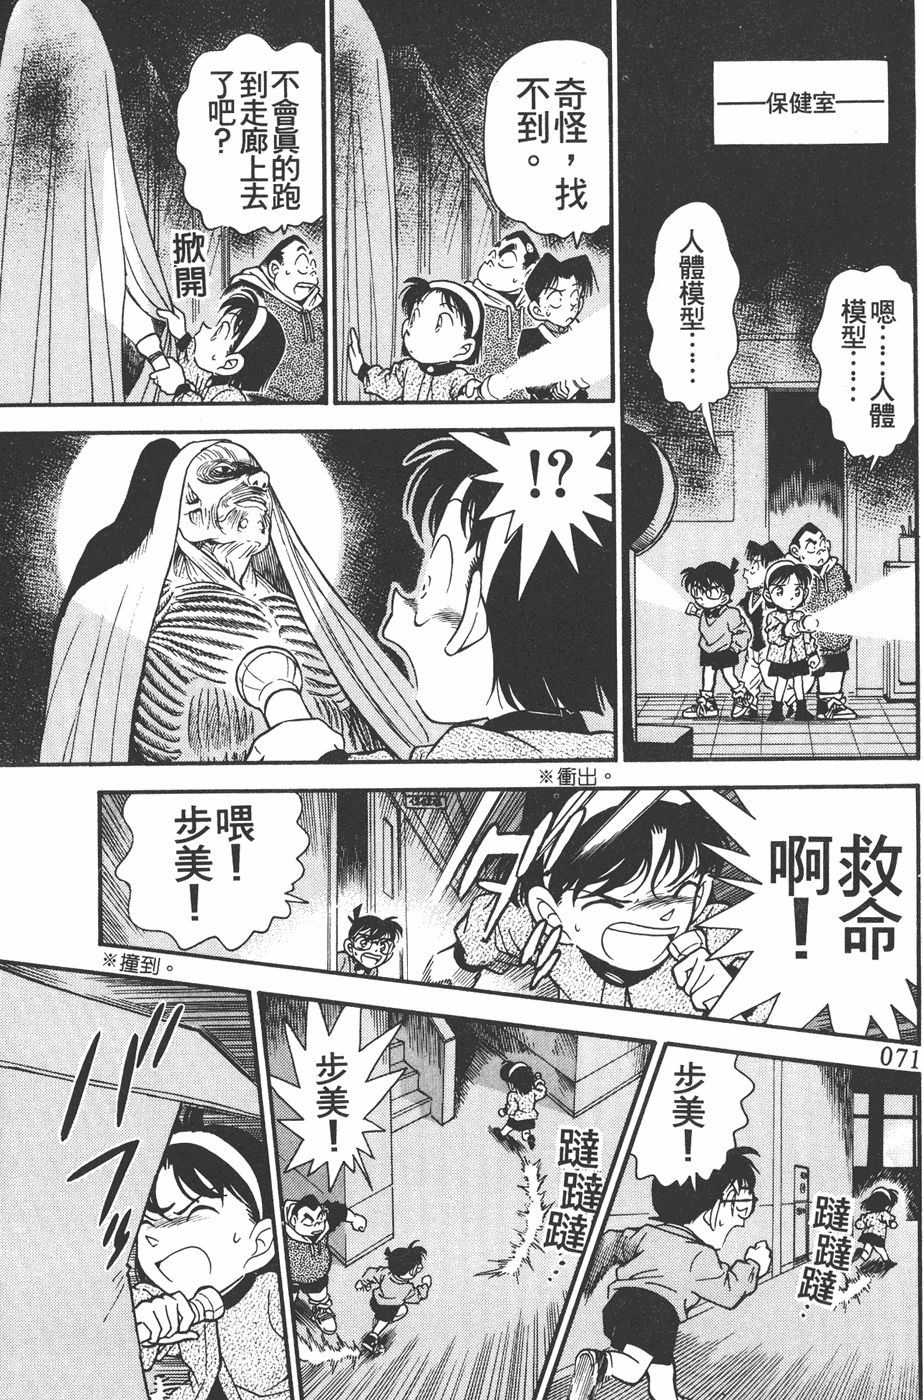 保健室
嗯……人體
模型……
人體模型……
奇怪，找
不到。
不會真的跑
到走廊上去
了吧？
掀開
！？
※衝出。
救命
啊！
喂！
步美！
※撞到。
071
步美！
躂躂躂…
步美！
躂躂躂…